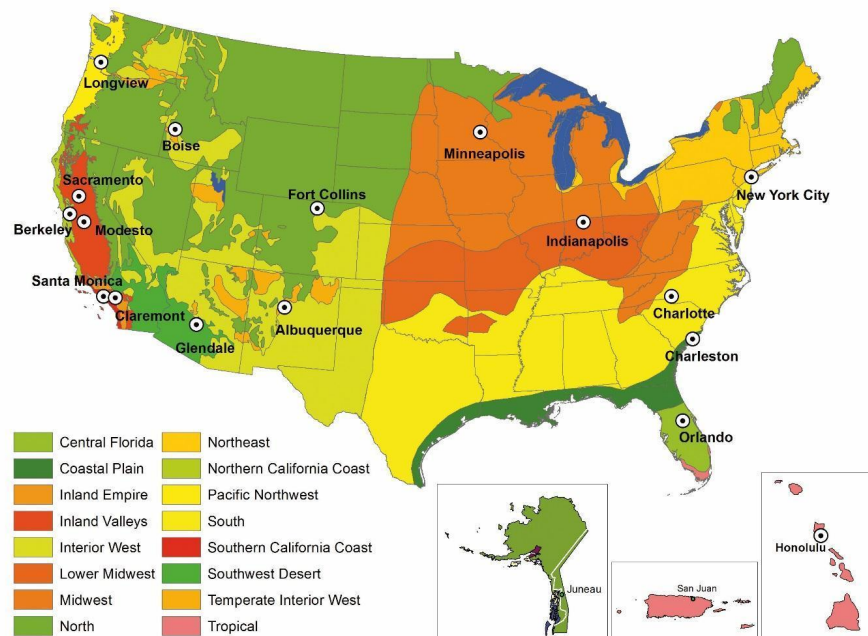 Longview
Boise
Minneapolis
Sacramento
New York City
Fort Collins
Berkeley
Modesto
Indianapolis
Santa Monica
Claremont
Albuquerque
Charlotte
Glendale
Charleston
Orlando
Central Florida
Coastal Plain
Inland Empire
Inland Valleys
Interior West
Lower Midwest
Midwest
North
Northeast
Northern California Coast
Pacific Northwest
South
Southern California Coast
Southwest Desert
Temperate Interior West
Tropical
Juneau
San Juan
Honolulu